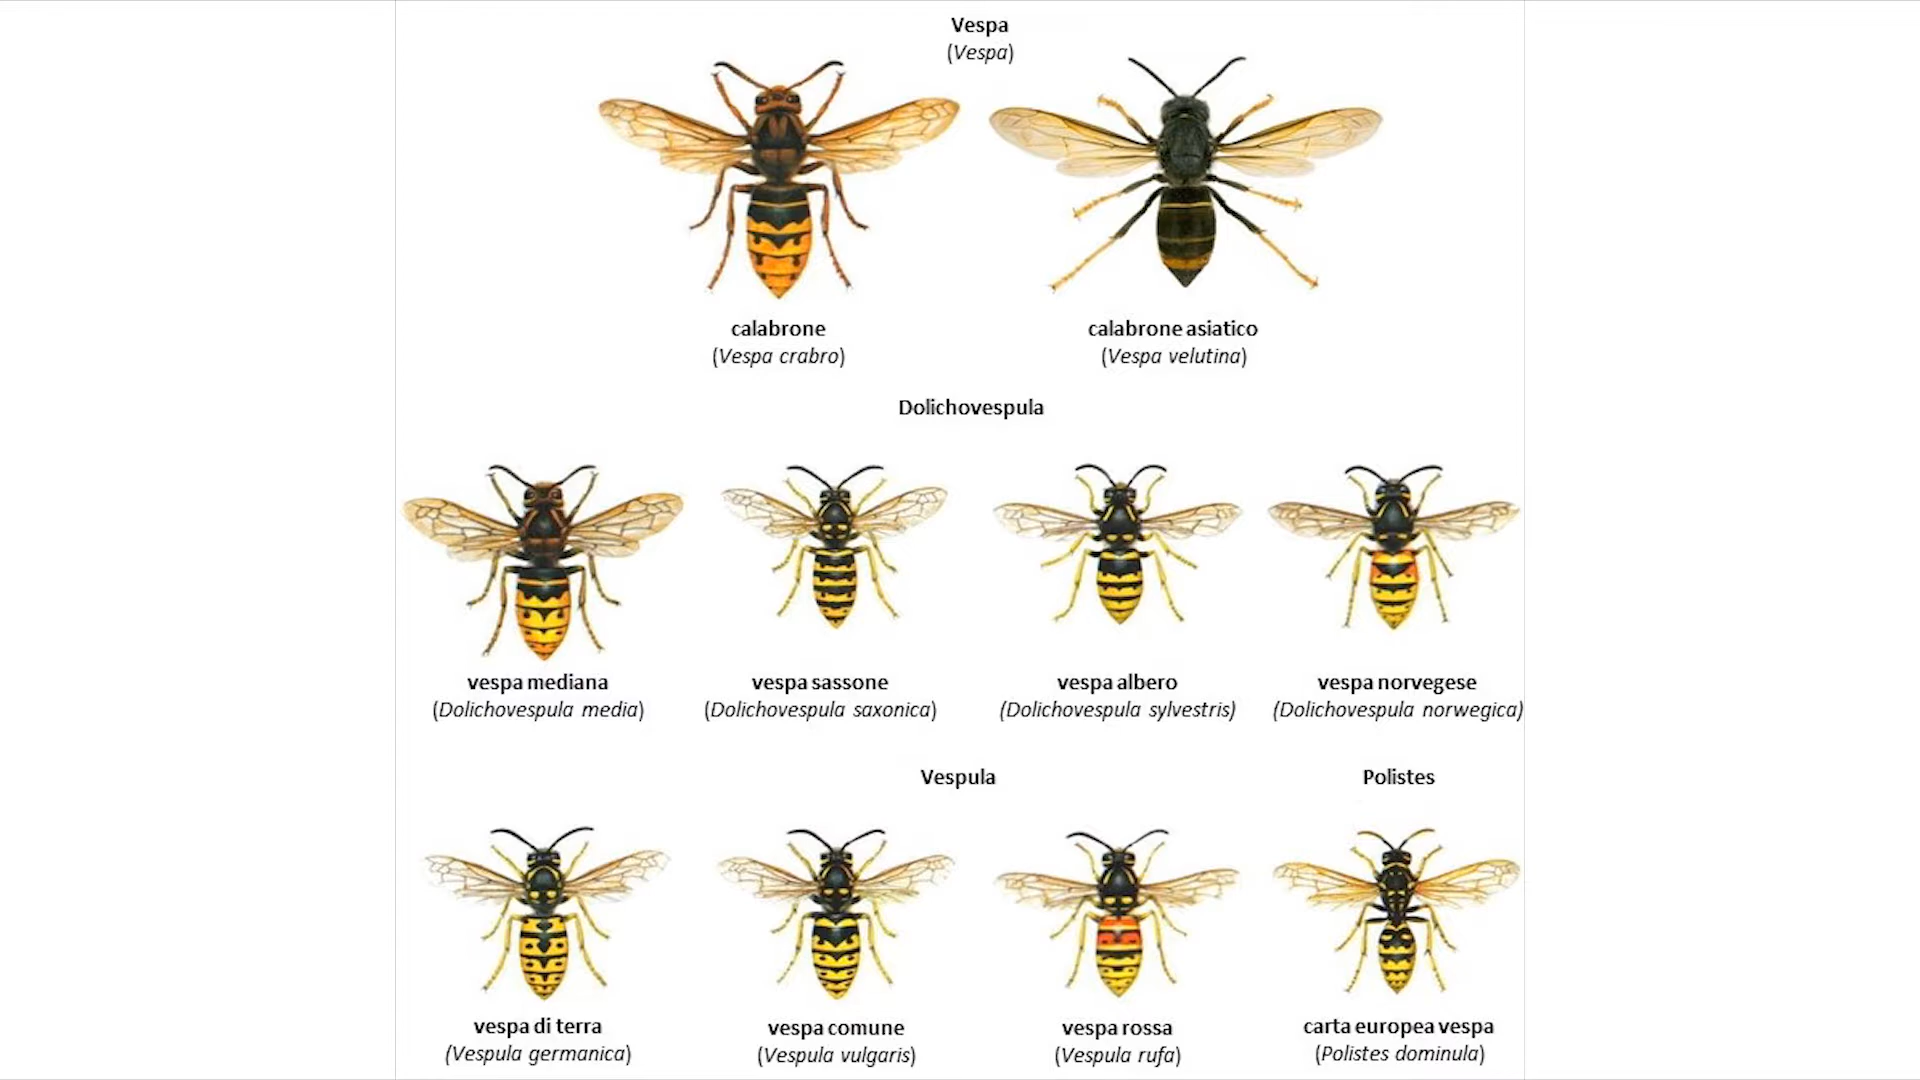 Vespa
(Vespa)
calabrone
(Vespa crabro)
calabrone asiatico
(Vespa velutina)
Dolichovespula
vespa mediana
(Dolichovespula media)
vespa sassone
(Dolichovespula saxonica)
vespa albero
(Dolichovespula sylvestris)
vespa norvegese
(Dolichovespula norwegica)
Vespula
Polistes
vespa di terra
(Vespula germanica)
vespa comune
(Vespula vulgaris)
vespa rossa
(Vespula rufa)
carta europea vespa
(Polistes dominula)